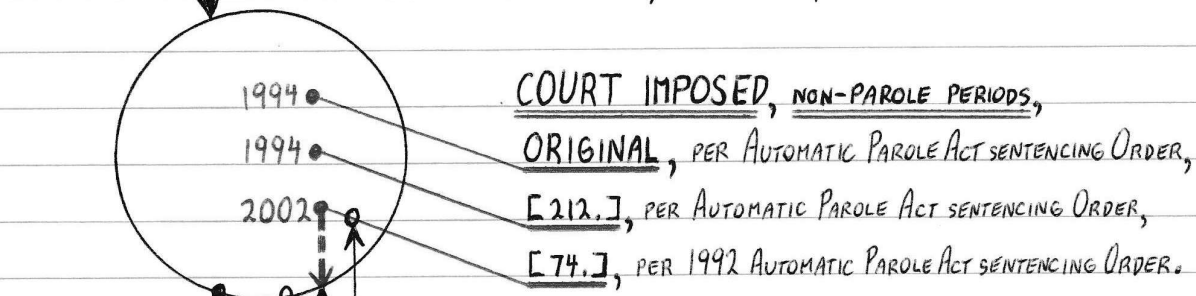 1994 COURT IMPOSED, NON-PAROLE PERIODS,
1994 ORIGINAL, PER AUTOMATIC PAROLE ACT SENTENCING ORDER,
2002 [212.], PER AUTOMATIC PAROLE ACT SENTENCING ORDER,
[74.], PER 1992 AUTOMATIC PAROLE ACT SENTENCING ORDER.